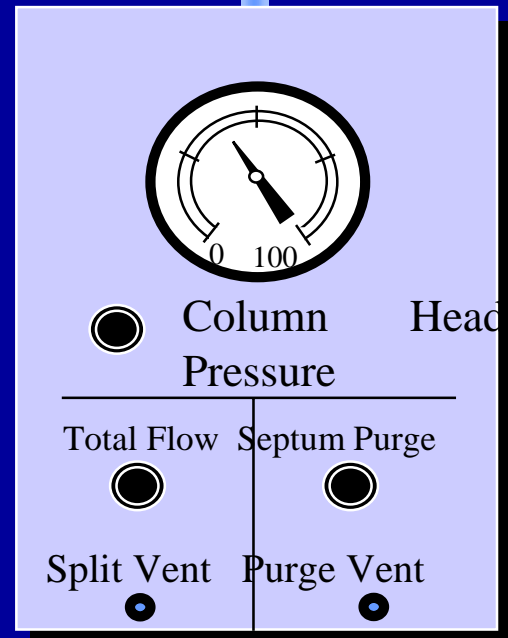 0 100
Column Head
Pressure
Total Flow Septum Purge
Split Vent Purge Vent